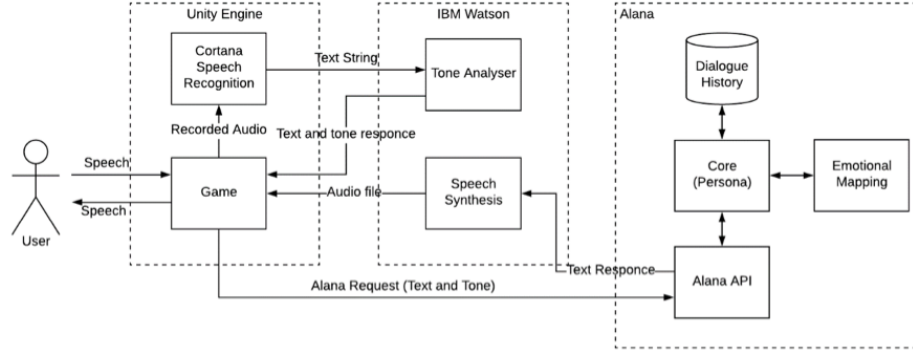 Unity Engine
IBM Watson
Alana
Cortana
Speech
Recognition
Text String
Tone Analyser
Dialogue
History
Recorded Audio
Text and tone responce
Speech
Game
Audio file
Speech
Synthesis
Core
(Persona)
Emotional
Mapping
Speech
User
Text Responce
Alana Request (Text and Tone)
Alana API